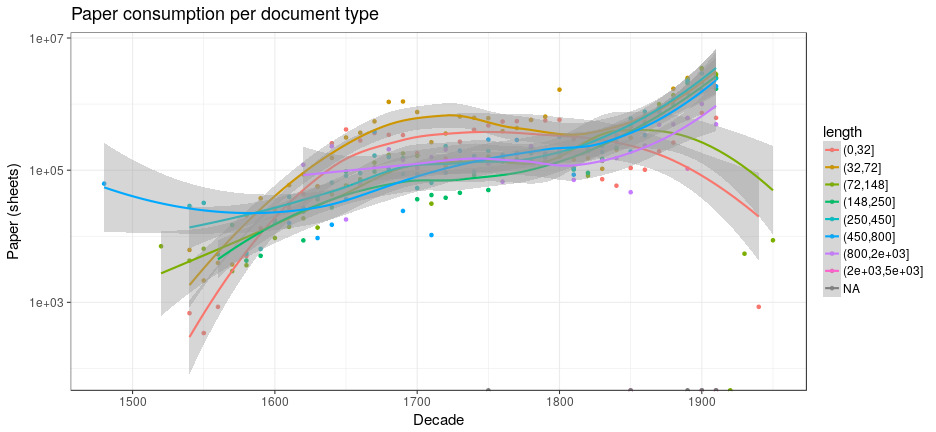 Paper consumption per document type
1e+07
1e+05
1e+03
Paper (sheets)
1500
1600
1700
1800
1900
Decade
length
(0,32]
(32,72]
(72,148]
(148,250]
(250,450]
(450,800]
(800,2e+03]
(2e+03,5e+03]
NA